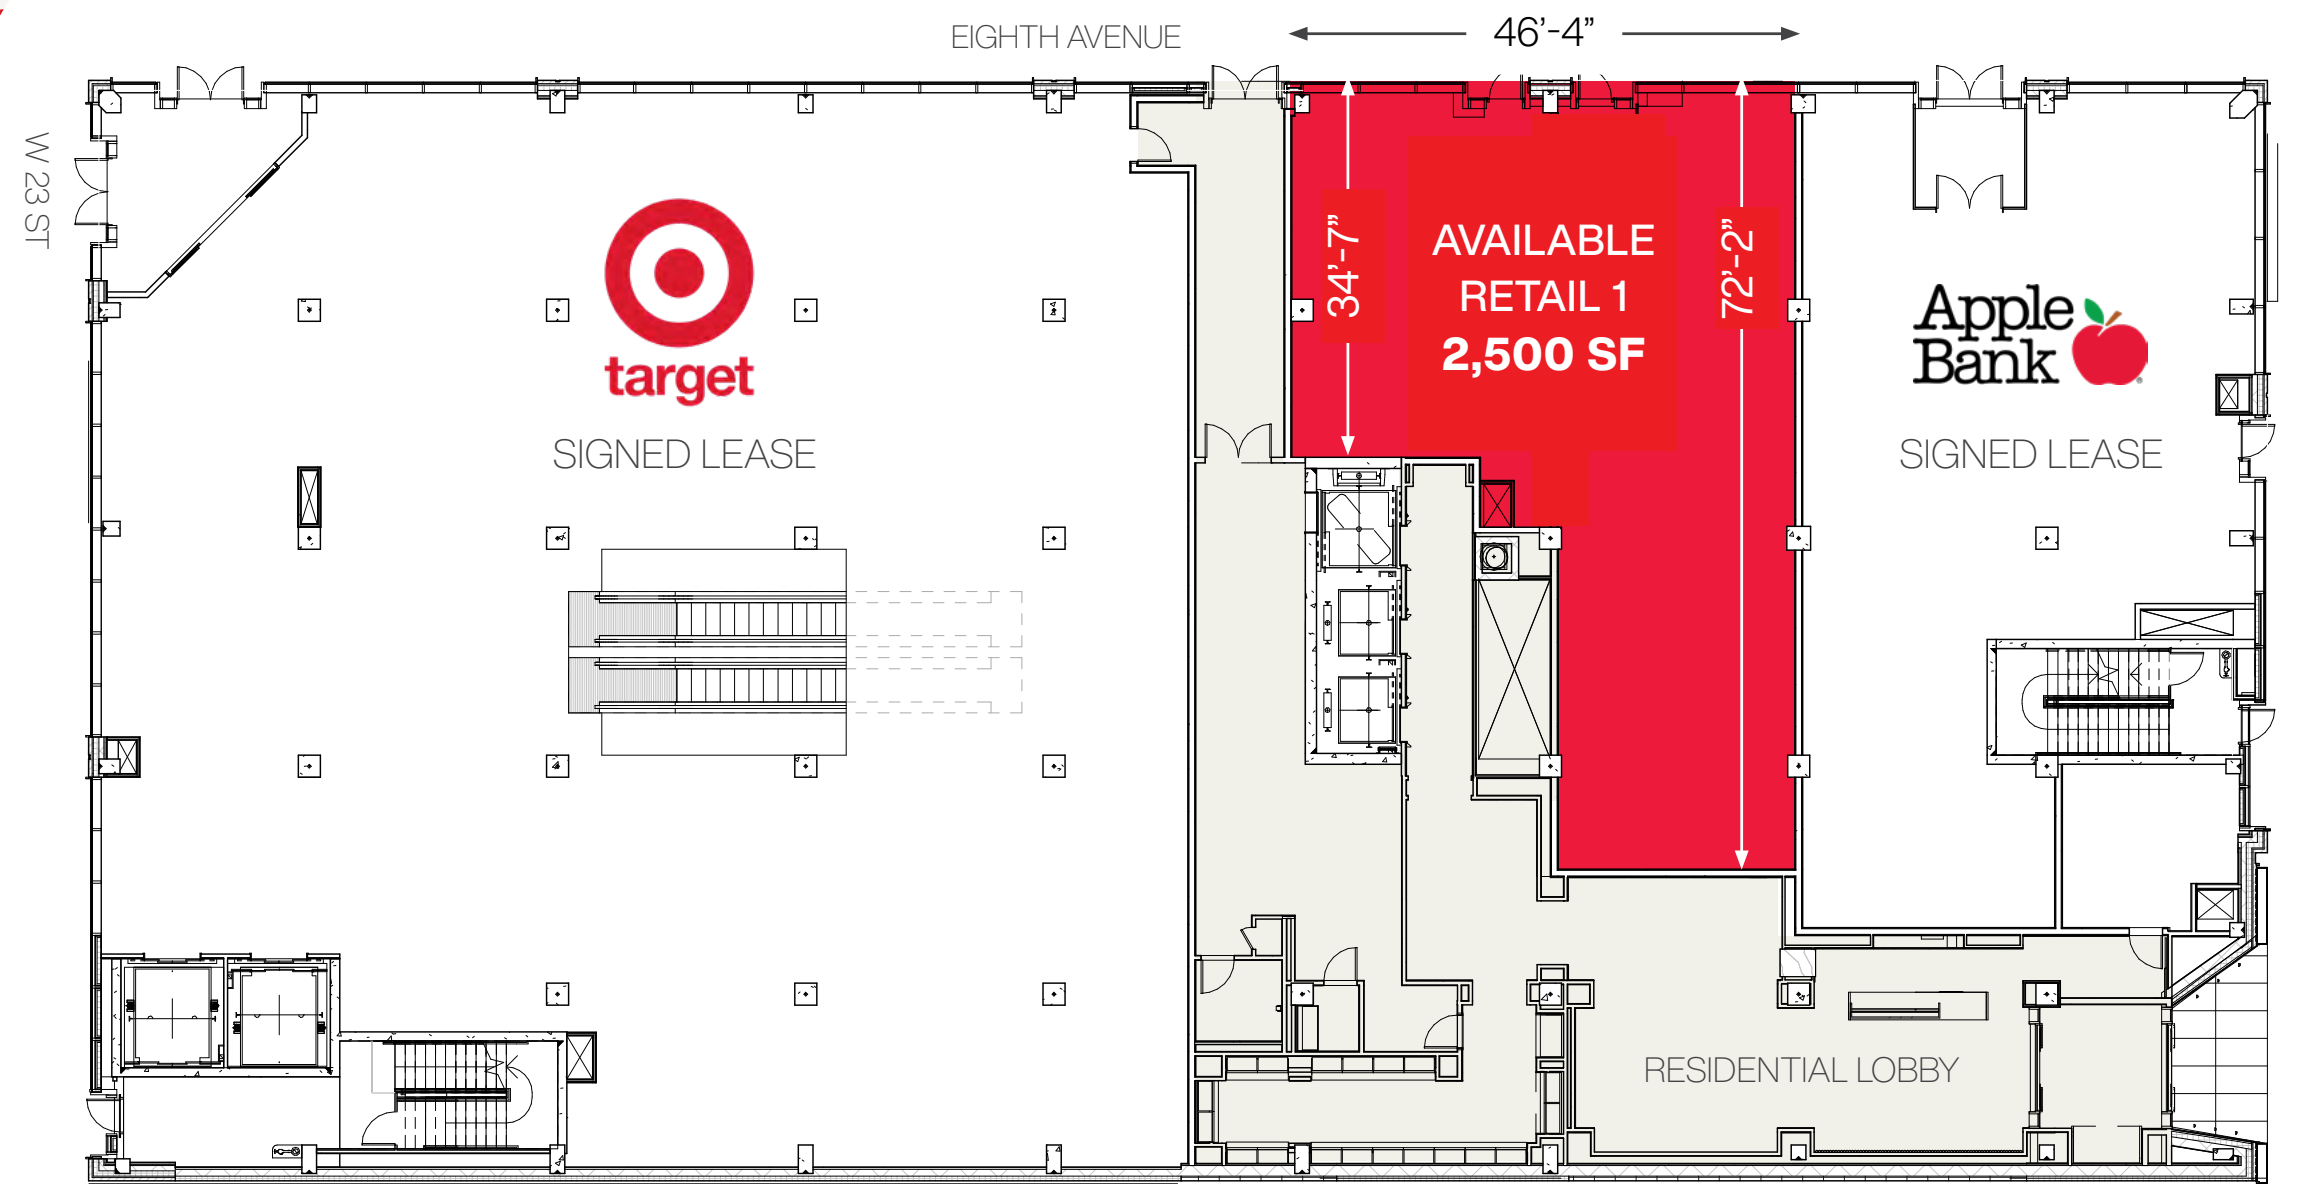 EIGHTH AVENUE
46’-4”
W 23 ST
target
SIGNED LEASE
34’-7”
AVAILABLE
RETAIL 1
2,500 SF
72’-2”
Apple
Bank
SIGNED LEASE
RESIDENTIAL LOBBY